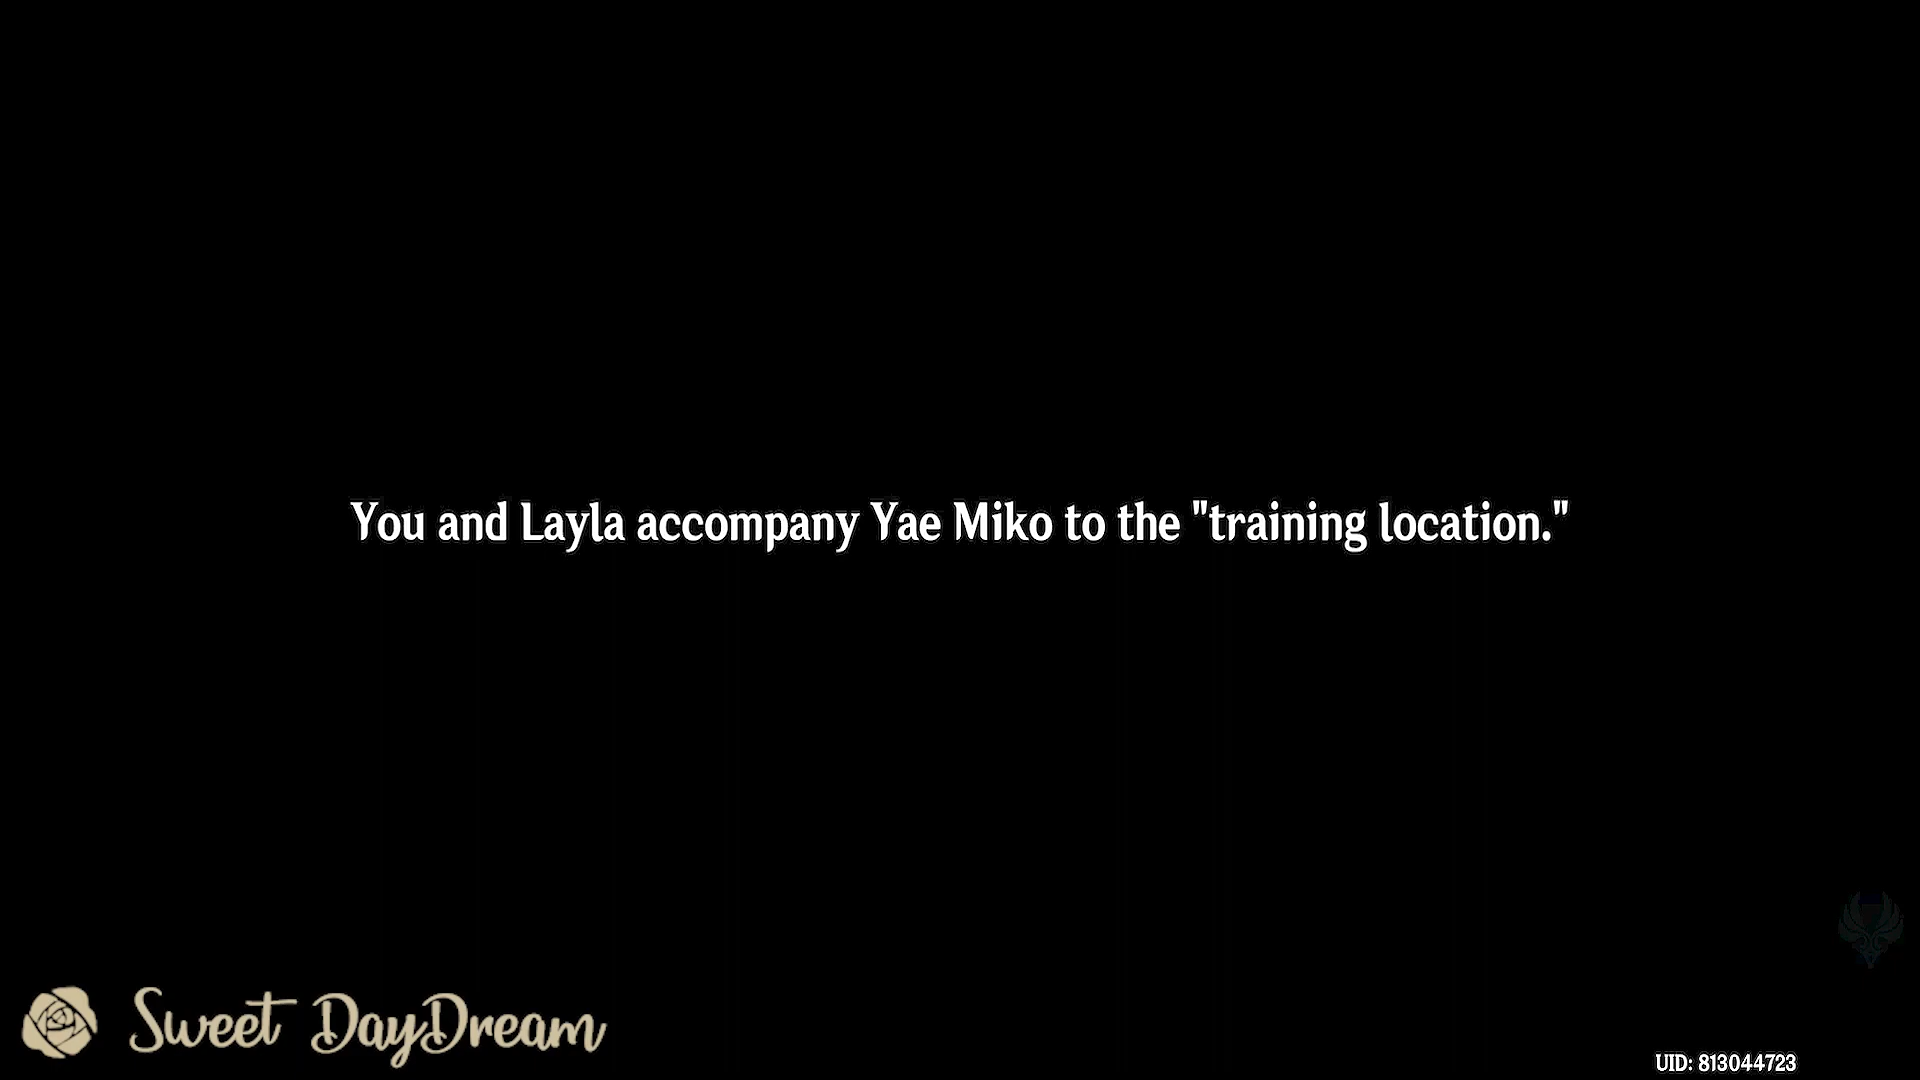 You and Layla accompany Yae Miko to the "training location."
Sweet DayDream
UID: 813044723